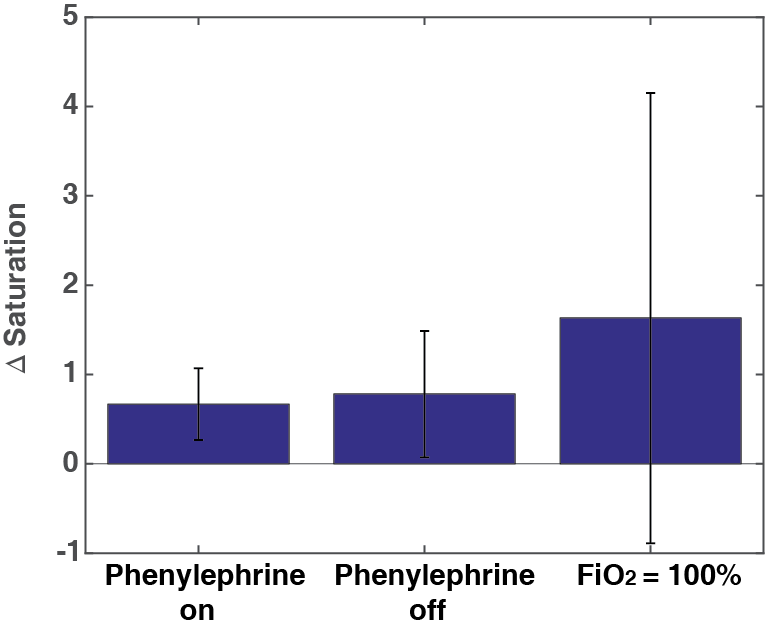 5
4
3
2
1
0
-1
Δ Saturation
Phenylephrine on
Phenylephrine off
FiO2 = 100%